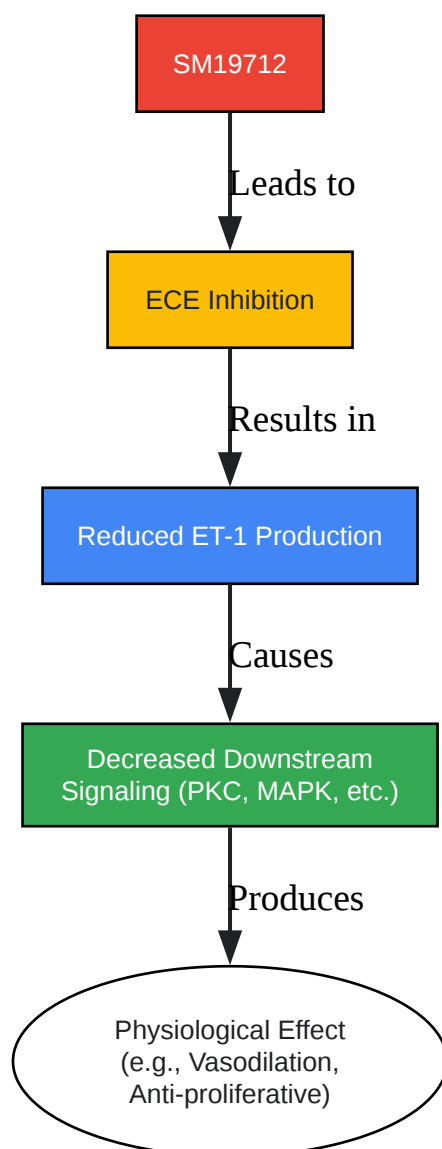 SM19712
Leads to
ECE Inhibition
Results in
Reduced ET-1 Production
Causes
Decreased Downstream
Signaling (PKC, MAPK, etc.)
Produces
Physiological Effect
(e.g., Vasodilation,
Anti-proliferative)